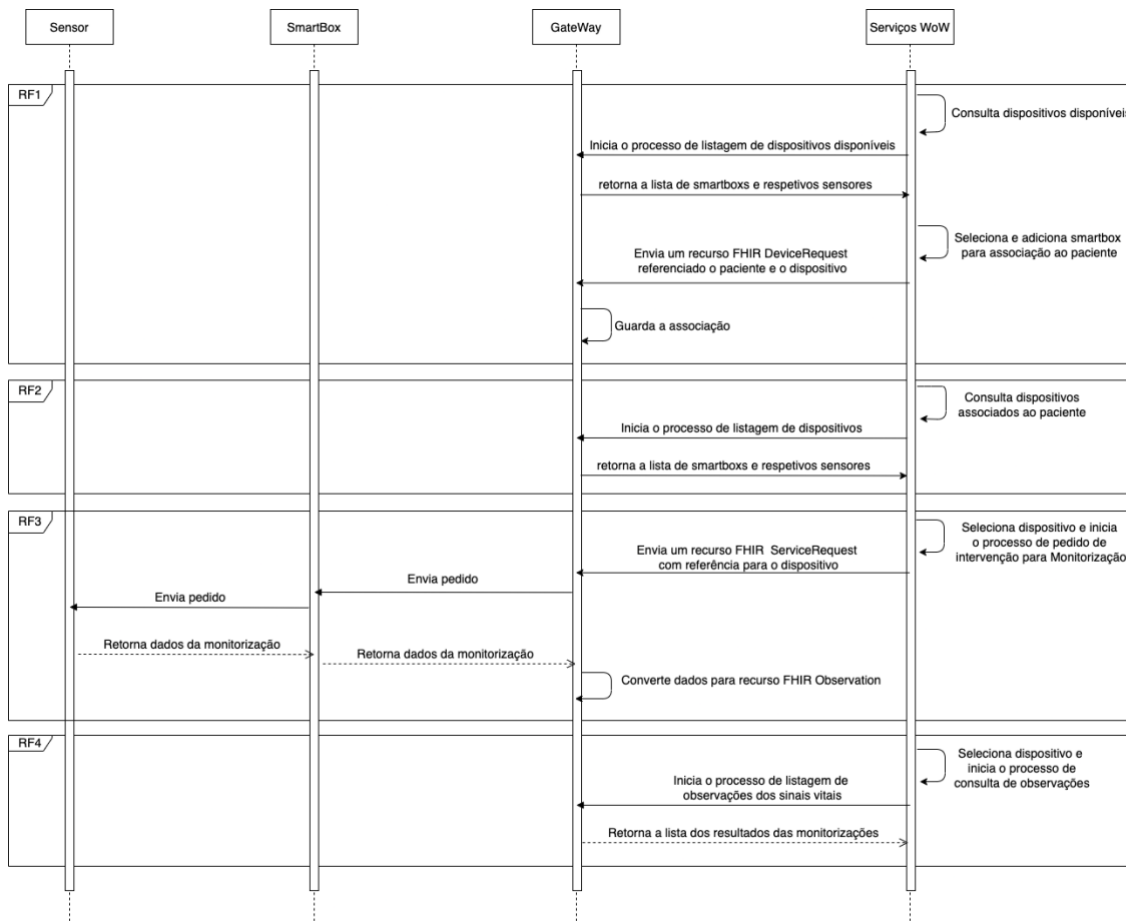 Sensor
SmartBox
GateWay
Serviços WoW
RF1
Consulta dispositivos disponíveis
Inicia o processo de listagem de dispositivos disponíveis
retorna a lista de smartboxs e respetivos sensores
Seleciona e adiciona smartbox
para associação ao paciente
Envia um recurso FHIR DeviceRequest
referenciado o paciente e o dispositivo
Guarda a associação
RF2
Consulta dispositivos
associados ao paciente
Inicia o processo de listagem de dispositivos
retorna a lista de smartboxs e respetivos sensores
RF3
Seleciona dispositivo e inicia
o processo de pedido de
intervenção para Monitorização
Envia um recurso FHIR ServiceRequest
com referência para o dispositivo
Envia pedido
Envia pedido
Retorna dados da monitorização
Retorna dados da monitorização
Converte dados para recurso FHIR Observation
RF4
Seleciona dispositivo e
inicia o processo de
consulta de observações
Inicia o processo de listagem de
observações dos sinais vitais
Retorna a lista dos resultados das monitorizações